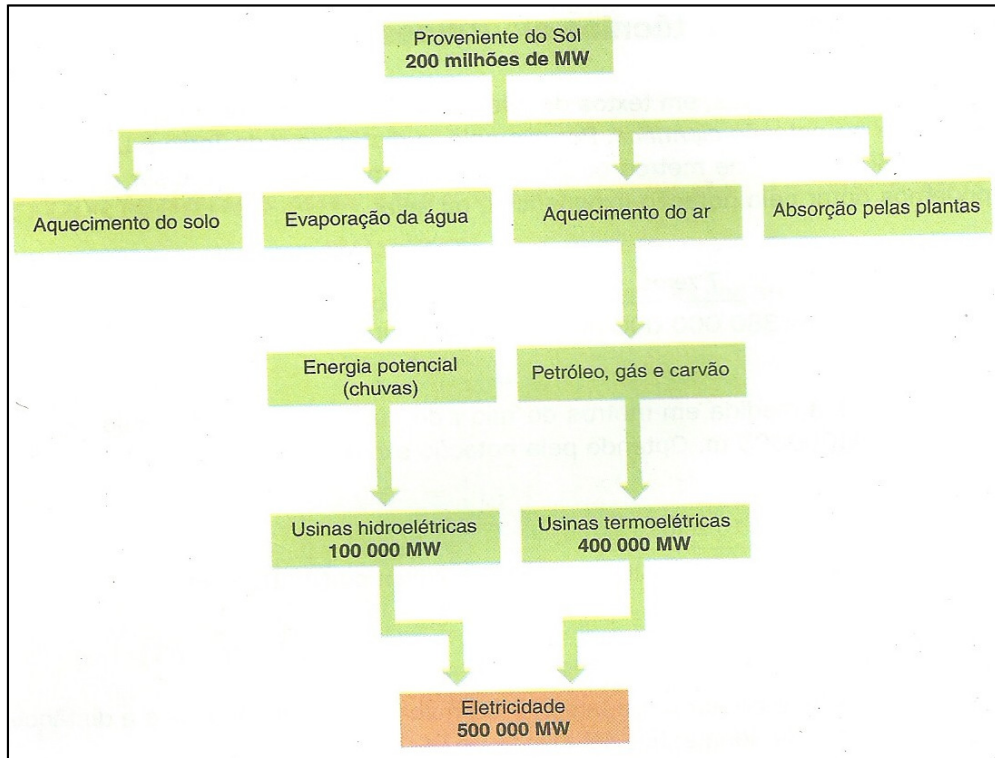 Proveniente do Sol
200 milhões de MW
Aquecimento do solo
Evaporação da água
Aquecimento do ar
Absorção pelas plantas
Energia potencial
(chuvas)
Petróleo, gás e carvão
Usinas hidroelétricas
100 000 MW
Usinas termoelétricas
400 000 MW
Eletricidade
500 000 MW